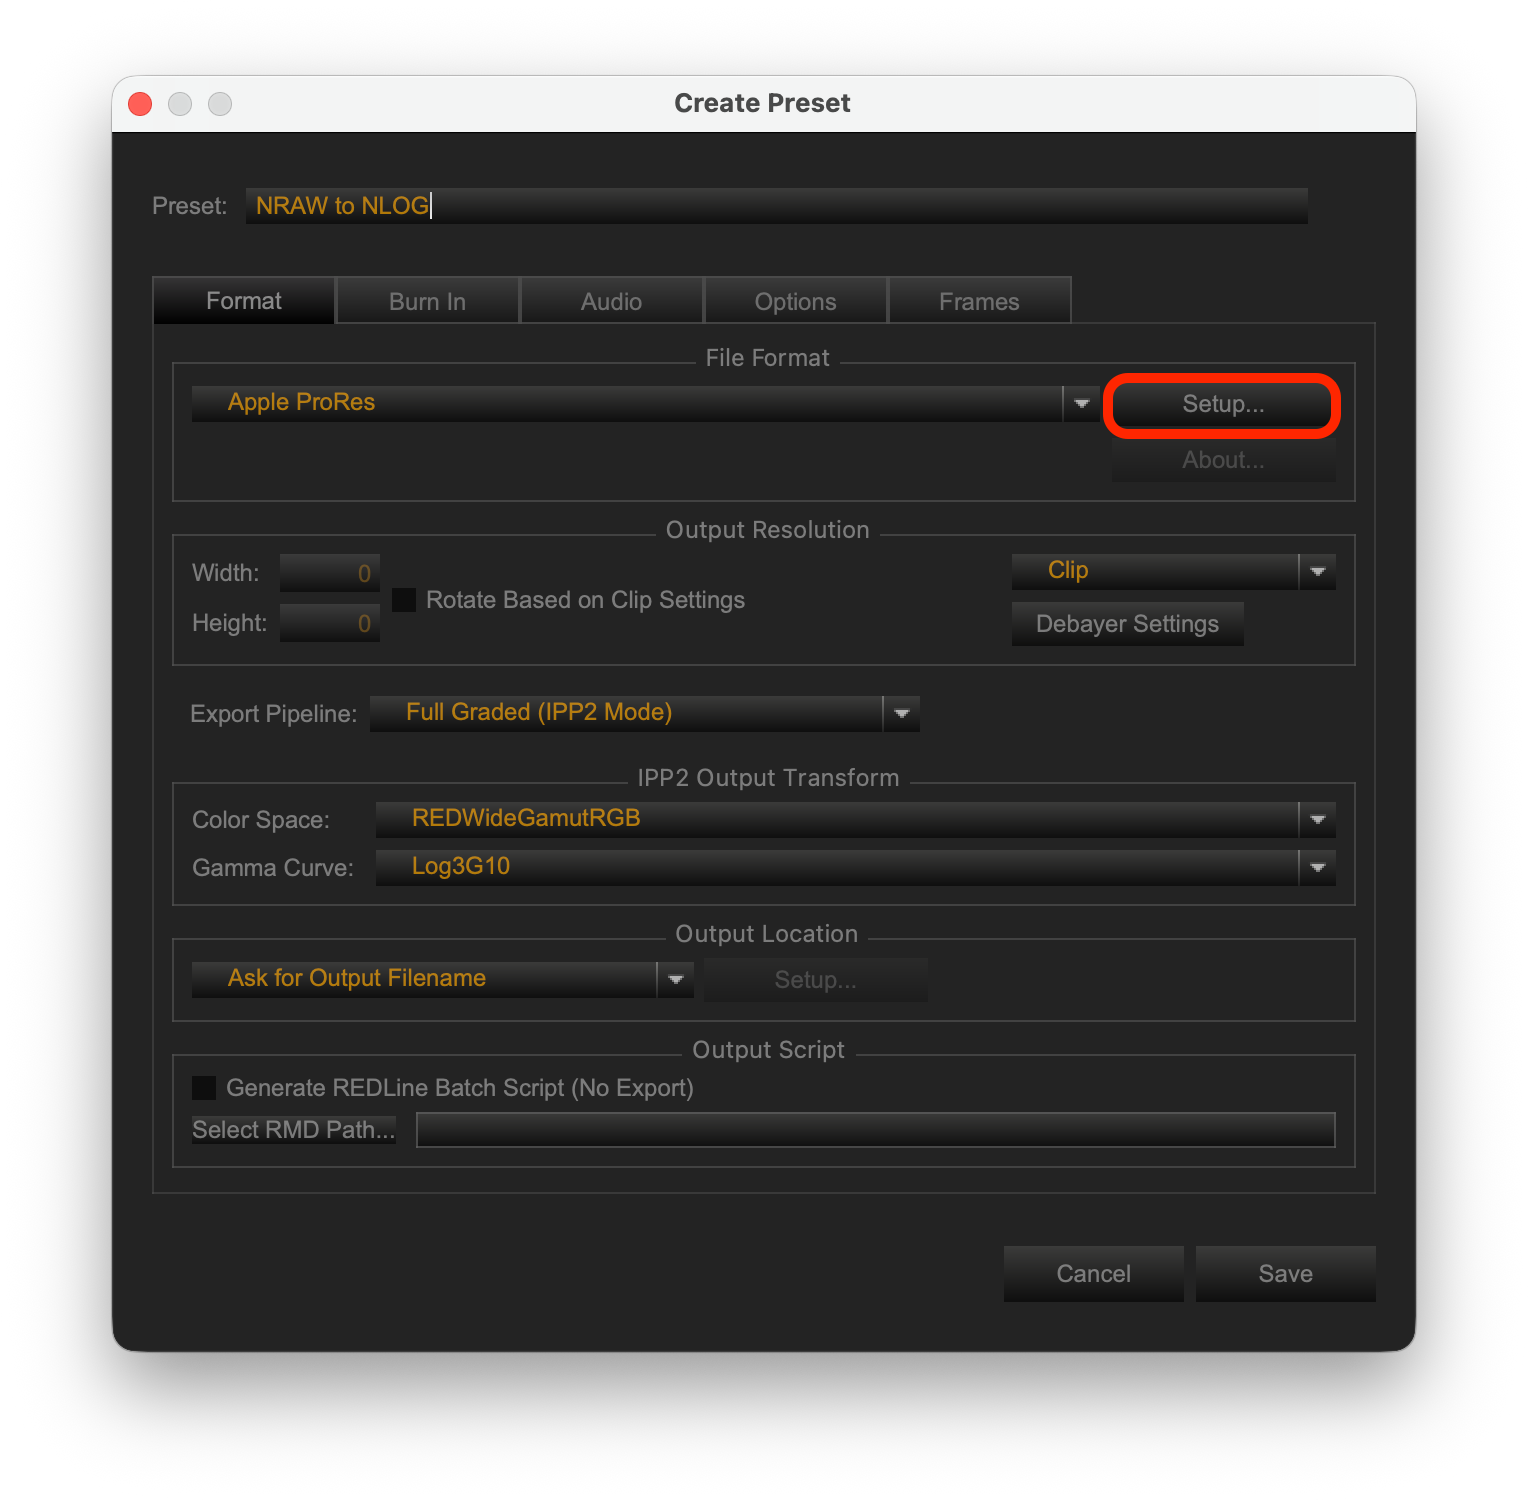 Create Preset
Preset: NRAW to NLOG
Format Burn In Audio Options Frames
File Format
Apple ProRes Setup...
About...
Output Resolution
Width: 0 Clip
Rotate Based on Clip Settings
Height: 0 Debayer Settings
Export Pipeline: Full Graded (IPP2 Mode)
IPP2 Output Transform
Color Space: REDWideGamutRGB
Gamma Curve: Log3G10
Output Location
Ask for Output Filename Setup...
Output Script
Generate REDLine Batch Script (No Export)
Select RMD Path...
Cancel Save